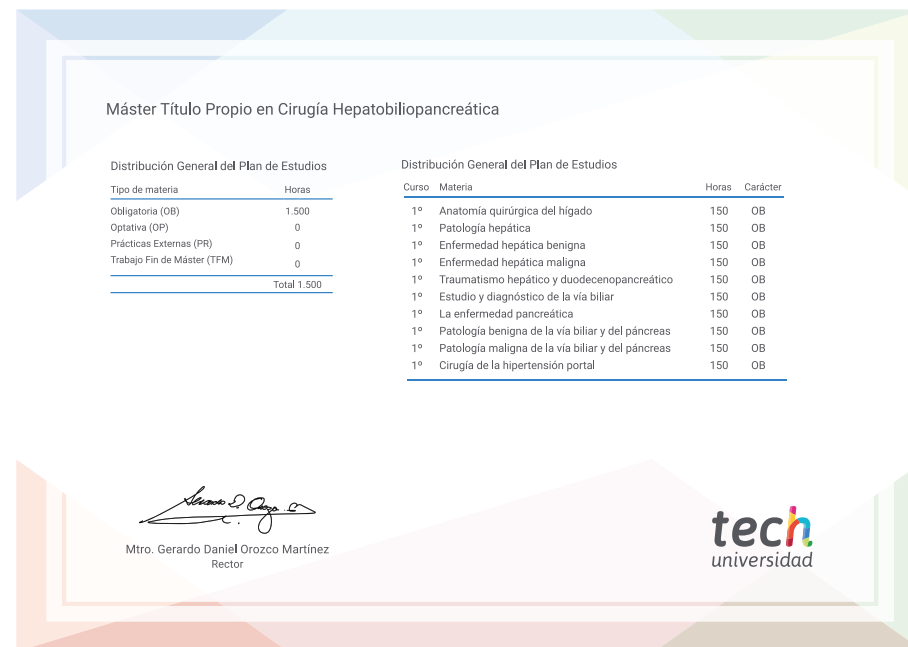 Máster Título Propio en Cirugía Hepatobiliopancreática
Distribución General del Plan de Estudios
Tipo de materia Horas
Obligatoria (OB) 1.500
Optativa (OP) 0
Prácticas Externas (PR) 0
Trabajo Fin de Máster (TFM) 0
Total 1.500
Distribución General del Plan de Estudios
Curso Materia Horas Carácter
1º Anatomía quirúrgica del hígado 150 OB
1º Patología hepática 150 OB
1º Enfermedad hepática benigna 150 OB
1º Enfermedad hepática maligna 150 OB
1º Traumatismo hepático y duodecenopancreático 150 OB
1º Estudio y diagnóstico de la vía biliar 150 OB
1º La enfermedad pancreática 150 OB
1º Patología benigna de la vía biliar y del páncreas 150 OB
1º Patología maligna de la vía biliar y del páncreas 150 OB
1º Cirugía de la hipertensión portal 150 OB
Mtro. Gerardo Daniel Orozco Martínez
Rector
tech
universidad